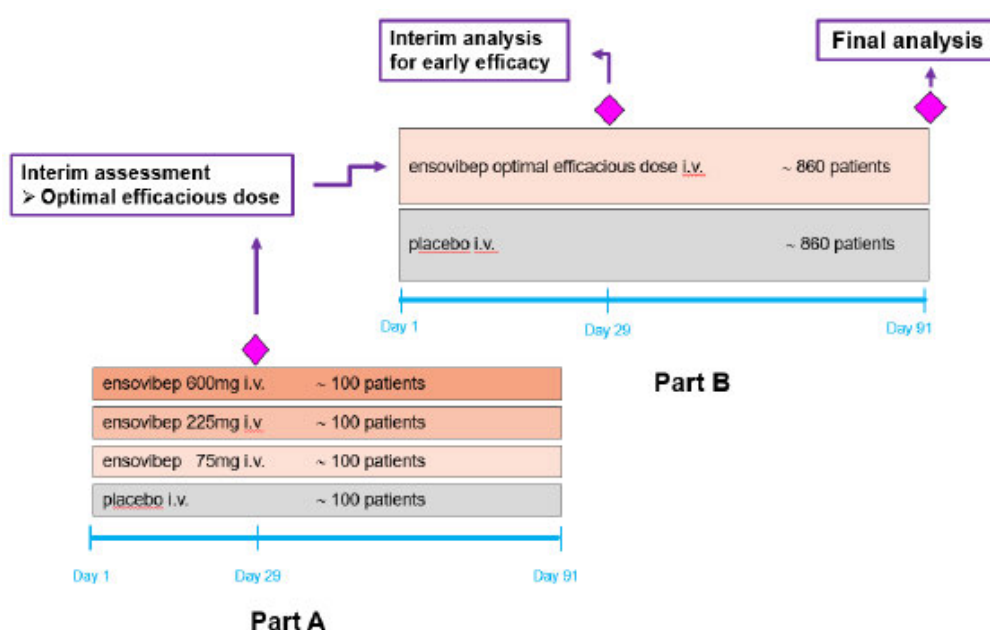 Interim analysis
for early efficacy
Final analysis
Interim assessment
➢ Optimal efficacious dose
ensovibep optimal efficacious dose i.v. ~ 860 patients
placebo i.v. ~ 860 patients
Day 1 Day 29 Day 91
Part B
ensovibep 600mg i.v. ~ 100 patients
ensovibep 225mg i.v ~ 100 patients
ensovibep 75mg i.v. ~ 100 patients
placebo i.v. ~ 100 patients
Day 1 Day 29 Day 91
Part A